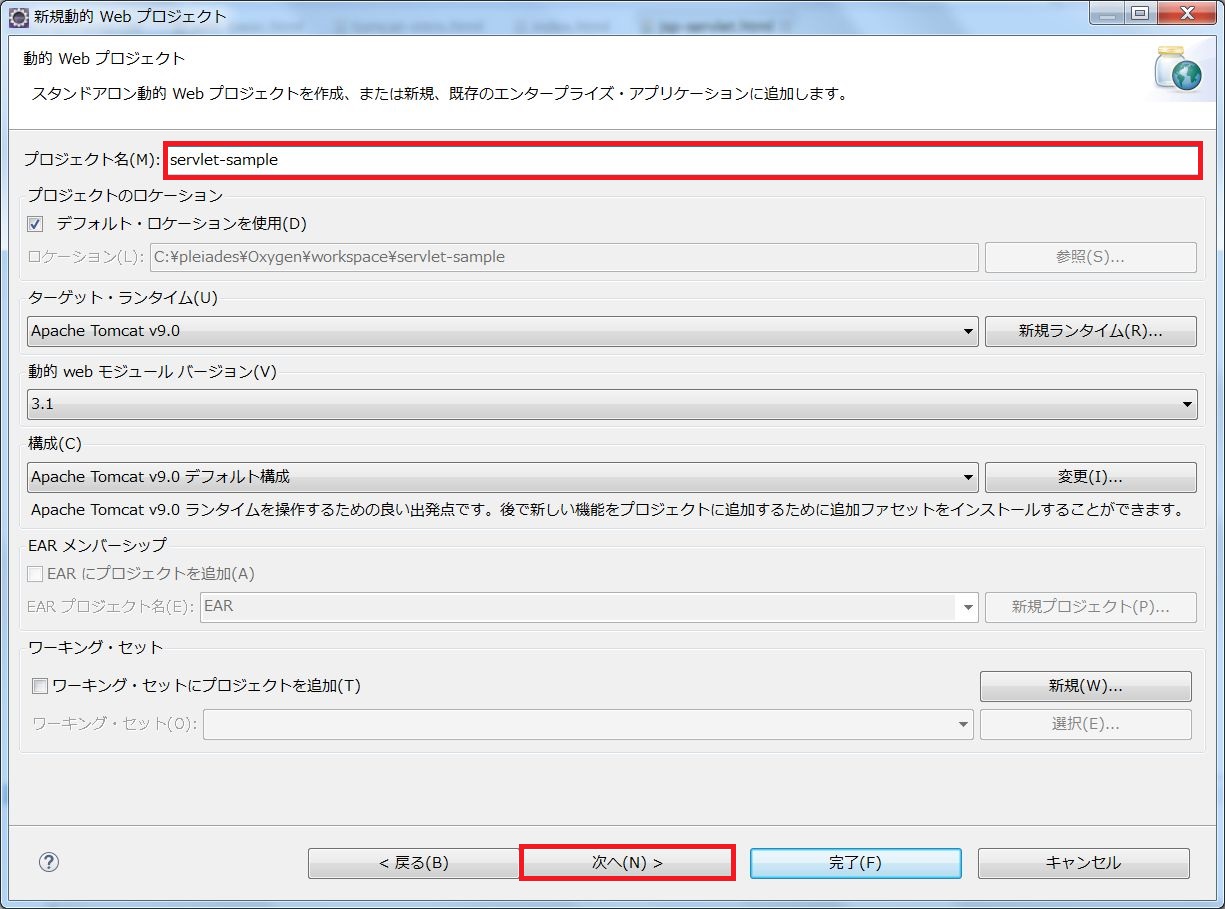 新規動的 Web プロジェクト
動的 Web プロジェクト
スタンドアロン動的 Web プロジェクトを作成、または新規、既存のエンタープライズ・アプリケーションに追加します。
プロジェクト名(M): servlet-sample
プロジェクトのロケーション
デフォルト・ロケーションを使用(D)
ロケーション(L): C:¥pleiades¥Oxygen¥workspace¥servlet-sample 参照(S)...
ターゲット・ランタイム(U)
Apache Tomcat v9.0 新規ランタイム(R)...
動的 web モジュール バージョン(V)
3.1
構成(C)
Apache Tomcat v9.0 デフォルト構成 変更(I)...
Apache Tomcat v9.0 ランタイムを操作するための良い出発点です。後で新しい機能をプロジェクトに追加するために追加ファセットをインストールすることができます。
EAR メンバーシップ
EAR にプロジェクトを追加(A)
EAR プロジェクト名(E): EAR 新規プロジェクト(P)...
ワーキング・セット
ワーキング・セットにプロジェクトを追加(T) 新規(W)...
ワーキング・セット(O): 選択(E)...
? < 戻る(B) 次へ(N) > 完了(F) キャンセル